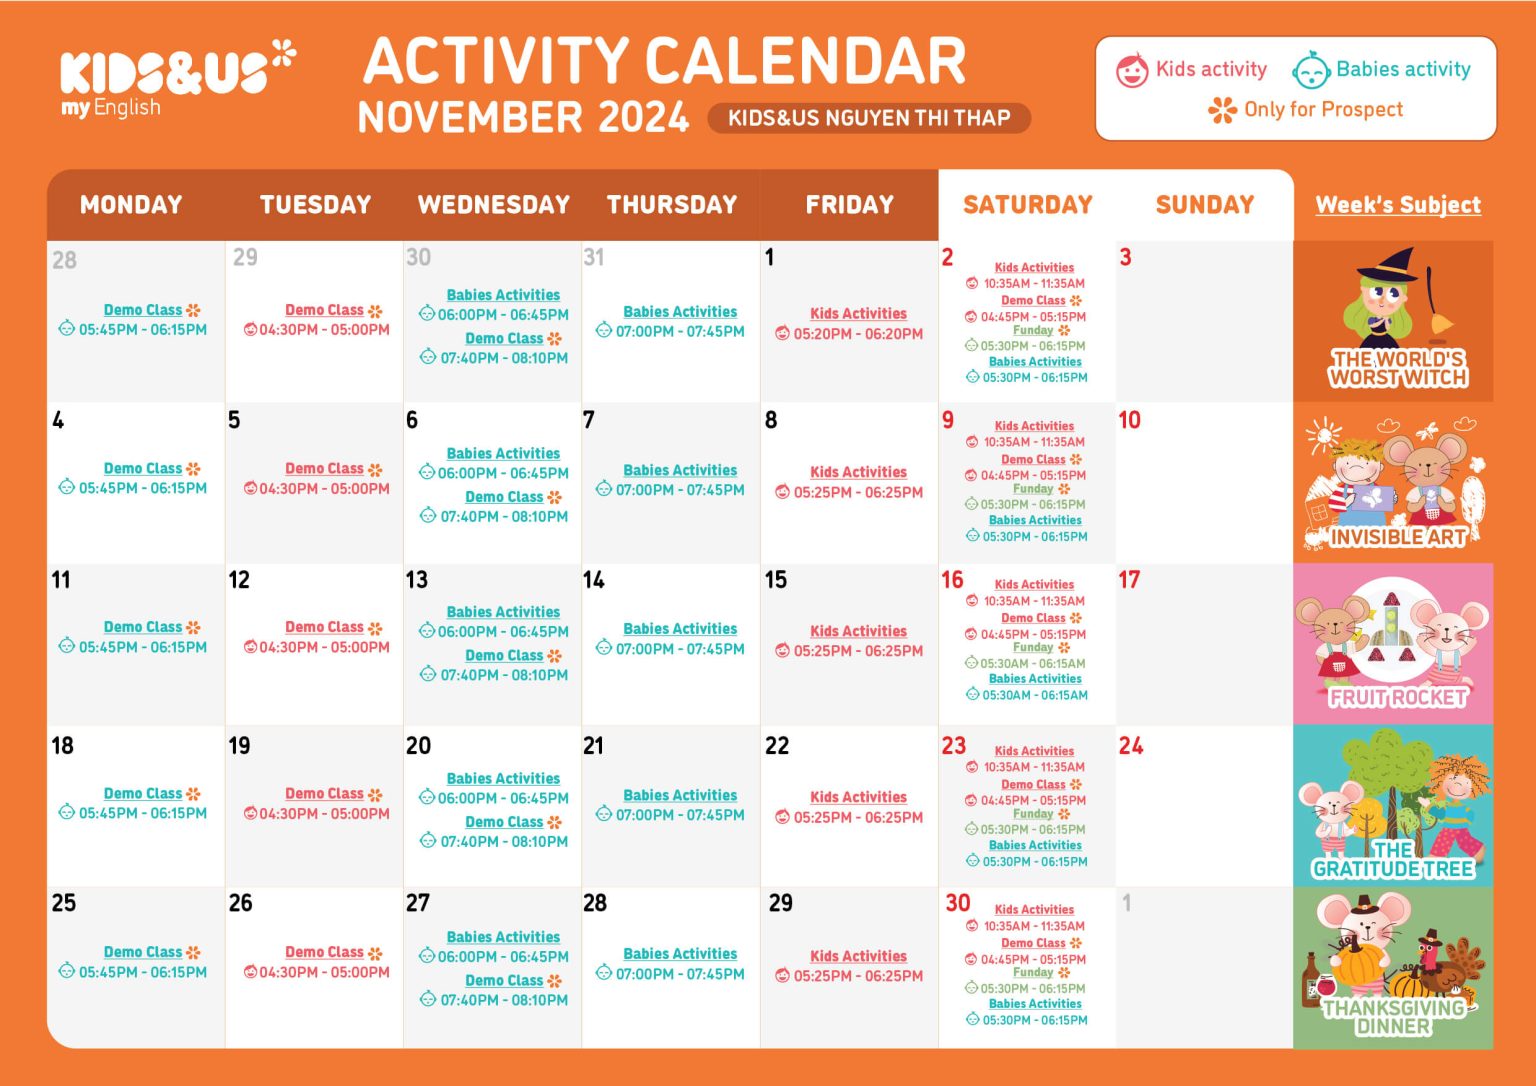 KIDS&US
my English
ACTIVITY CALENDAR
NOVEMBER 2024 KIDS&US NGUYEN THI THAP
Kids activity Babies activity
Only for Prospect
MONDAY TUESDAY WEDNESDAY THURSDAY FRIDAY SATURDAY SUNDAY Week's Subject
28
Demo Class
05:45PM - 06:15PM
29
Demo Class
04:30PM - 05:00PM
30
Babies Activities
06:00PM - 06:45PM
Demo Class
07:40PM - 08:10PM
31
Babies Activities
07:00PM - 07:45PM
1
Kids Activities
05:20PM - 06:20PM
2
Kids Activities
10:35AM - 11:35AM
Demo Class
04:45PM - 05:15PM
Funday
05:30PM - 06:15PM
Babies Activities
05:30PM - 06:15PM
3
THE WORLD'S
WORST WITCH
4
Demo Class
05:45PM - 06:15PM
5
Demo Class
04:30PM - 05:00PM
6
Babies Activities
06:00PM - 06:45PM
Demo Class
07:40PM - 08:10PM
7
Babies Activities
07:00PM - 07:45PM
8
Kids Activities
05:25PM - 06:25PM
9
Kids Activities
10:35AM - 11:35AM
Demo Class
04:45PM - 05:15PM
Funday
05:30PM - 06:15PM
Babies Activities
05:30PM - 06:15PM
10
INVISIBLE ART
11
Demo Class
05:45PM - 06:15PM
12
Demo Class
04:30PM - 05:00PM
13
Babies Activities
06:00PM - 06:45PM
Demo Class
07:40PM - 08:10PM
14
Babies Activities
07:00PM - 07:45PM
15
Kids Activities
05:25PM - 06:25PM
16
Kids Activities
10:35AM - 11:35AM
Demo Class
04:45PM - 05:15PM
Funday
05:30AM - 06:15AM
Babies Activities
05:30AM - 06:15AM
17
FRUIT ROCKET
18
Demo Class
05:45PM - 06:15PM
19
Demo Class
04:30PM - 05:00PM
20
Babies Activities
06:00PM - 06:45PM
Demo Class
07:40PM - 08:10PM
21
Babies Activities
07:00PM - 07:45PM
22
Kids Activities
05:25PM - 06:25PM
23
Kids Activities
10:35AM - 11:35AM
Demo Class
04:45PM - 05:15PM
Funday
05:30PM - 06:15PM
Babies Activities
05:30PM - 06:15PM
24
THE
GRATITUDE TREE
25
Demo Class
05:45PM - 06:15PM
26
Demo Class
04:30PM - 05:00PM
27
Babies Activities
06:00PM - 06:45PM
Demo Class
07:40PM - 08:10PM
28
Babies Activities
07:00PM - 07:45PM
29
Kids Activities
05:25PM - 06:25PM
30
Kids Activities
10:35AM - 11:35AM
Demo Class
04:45PM - 05:15PM
Funday
05:30PM - 06:15PM
Babies Activities
05:30PM - 06:15PM
1
THANKSGIVING
DINNER